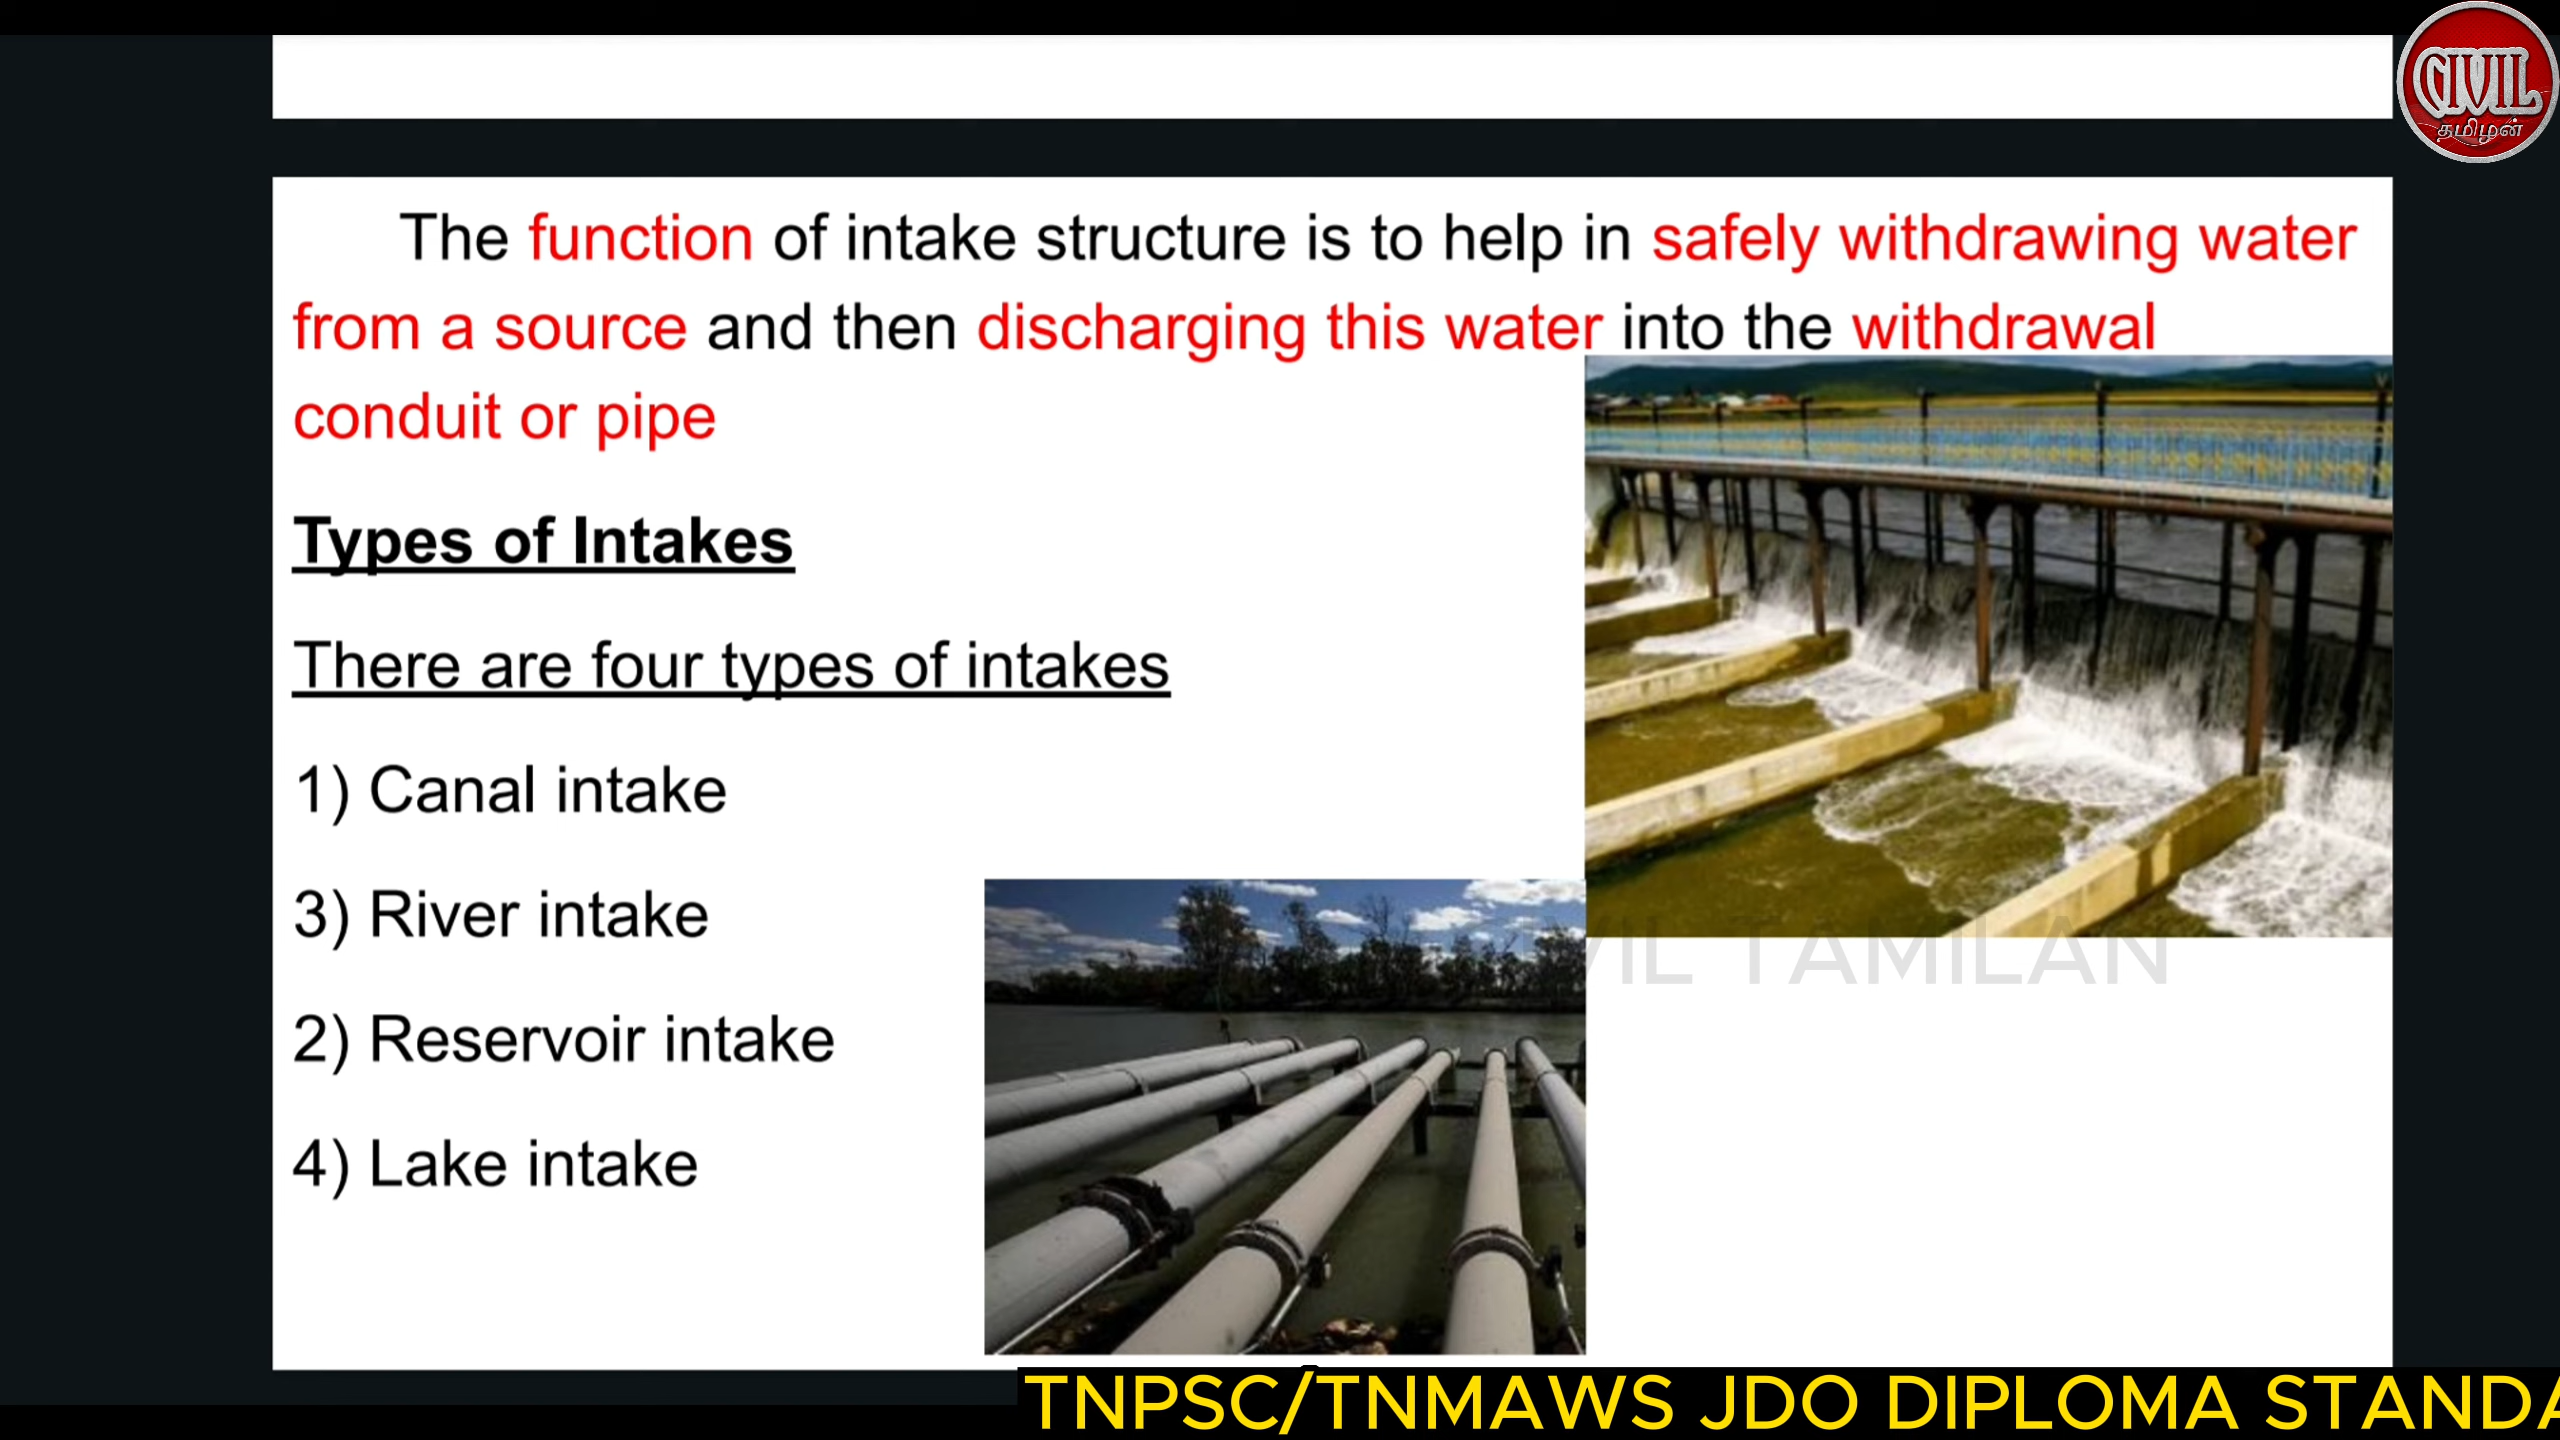 CIVIL
தமிழன்
The function of intake structure is to help in safely withdrawing water
from a source and then discharging this water into the withdrawal
conduit or pipe
Types of Intakes
There are four types of intakes
1) Canal intake
3) River intake
2) Reservoir intake
4) Lake intake
VIL TAMILAN
TNPSC/TNMAWS JDO DIPLOMA STANDA